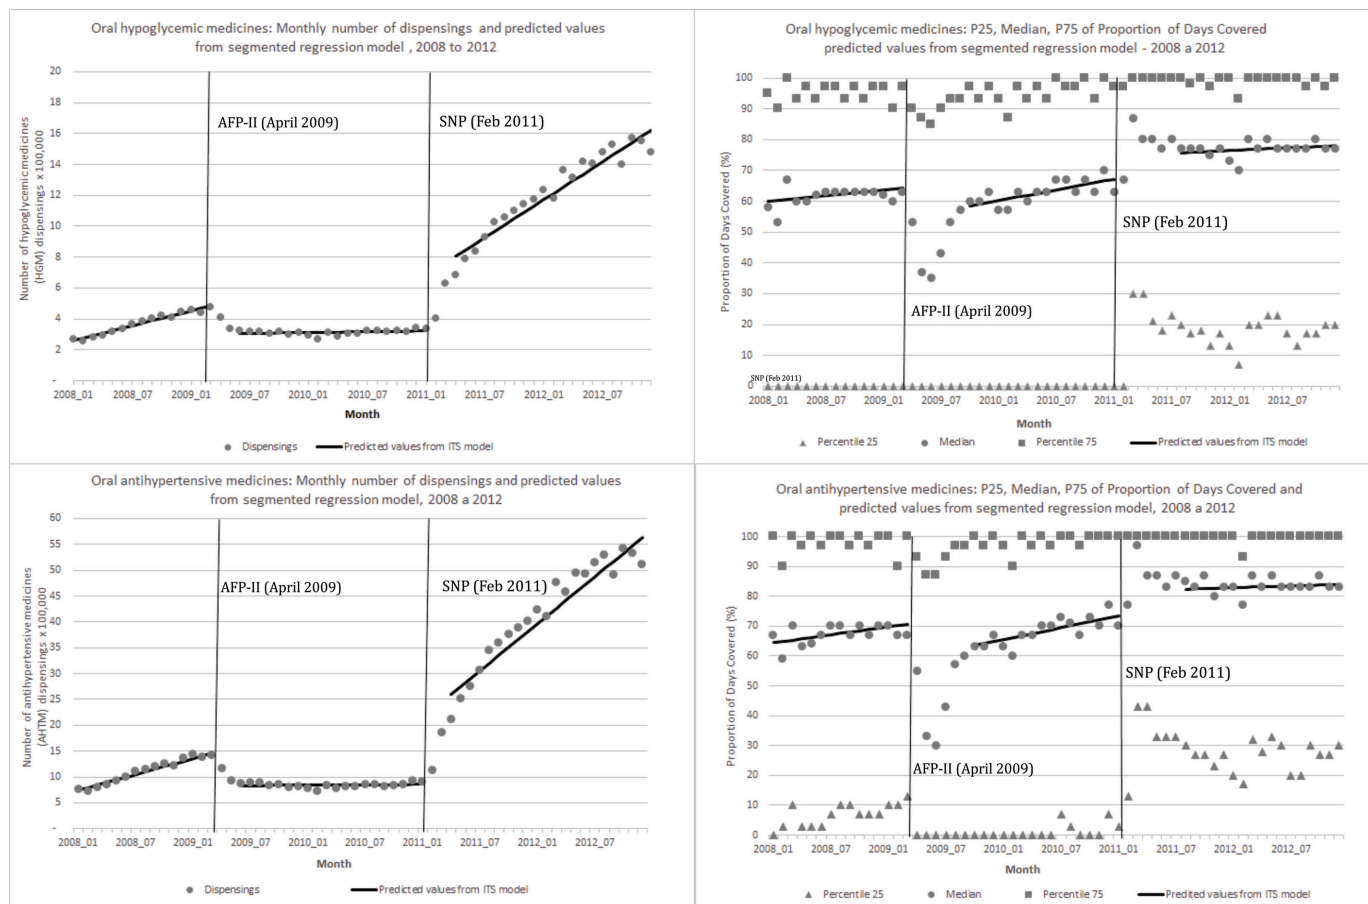 Oral hypoglycemic medicines: Monthly number of dispensings and predicted values
from segmented regression model , 2008 to 2012
Number of hypoglycemic medicines
(HGM) dispensings x100,000
20
18
16
14
12
10
8
6
4
2
-
AFP-II (April 2009)
SNP (Feb 2011)
2008_01
2008_07
2009_01
2009_07
2010_01
2010_07
2011_01
2011_07
2012_01
2012_07
Month
Dispensings
Predicted values from ITS model
Oral hypoglycemic medicines: P25, Median, P75 of Proportion of Days Covered
predicted values from segmented regression model - 2008 a 2012
Proportion of Days Covered (%)
100
90
80
70
60
50
40
30
20
10
0
SNP (Feb 2011)
AFP-II (April 2009)
SNP (Feb 2011)
2008_01
2008_07
2009_01
2009_07
2010_01
2010_07
2011_01
2011_07
2012_01
2012_07
Month
Percentile 25
Median
Percentile 75
Predicted values from ITS model
Oral antihypertensive medicines: Monthly number of dispensings and predicted values
from segmented regression model, 2008 a 2012
Number of antihypertensive medicines
(AHTM) dispensings x100,000
60
55
50
45
40
35
30
25
20
15
10
5
-
AFP-II (April 2009)
SNP (Feb 2011)
2008_01
2008_07
2009_01
2009_07
2010_01
2010_07
2011_01
2011_07
2012_01
2012_07
Month
Dispensings
Predicted values from ITS model
Oral antihypertensive medicines: P25, Median, P75 of Proportion of Days Covered and
predicted values from segmented regression model, 2008 a 2012
Proportion of Days Covered (%)
100
90
80
70
60
50
40
30
20
10
0
AFP-II (April 2009)
SNP (Feb 2011)
2008_01
2008_07
2009_01
2009_07
2010_01
2010_07
2011_01
2011_07
2012_01
2012_07
Month
Percentile 25
Median
Percentile 75
Predited values from ITS model